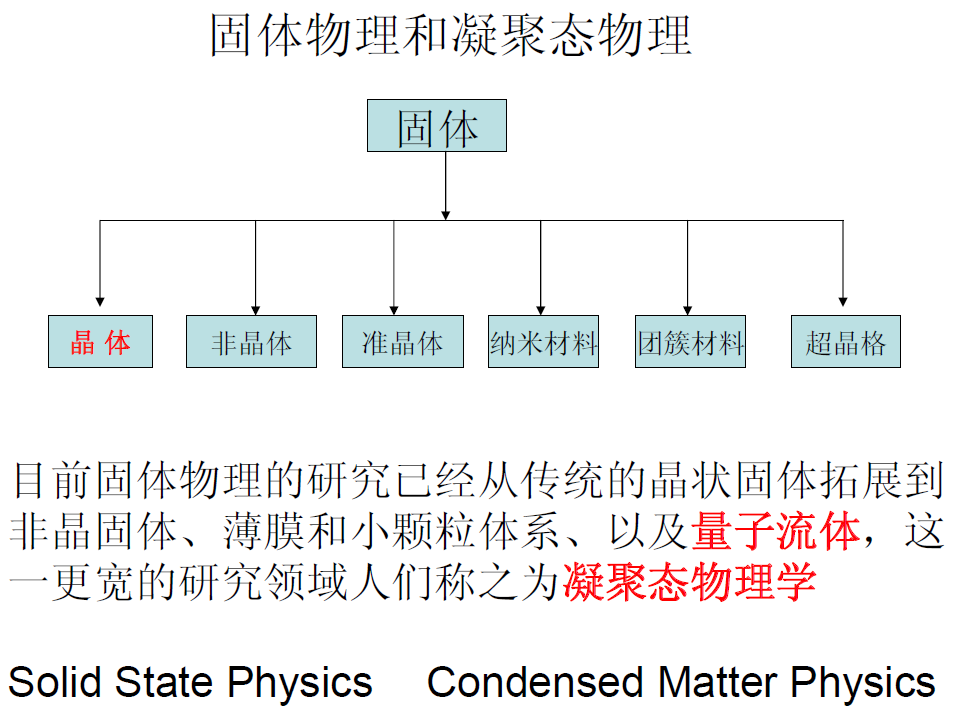 固体物理和凝聚态物理
固体
晶 体
非晶体
准晶体
纳米材料
团簇材料
超晶格
目前固体物理的研究已经从传统的晶状固体拓展到
非晶固体、薄膜和小颗粒体系、以及量子流体，这
一更宽的研究领域人们称之为凝聚态物理学
Solid State Physics Condensed Matter Physics